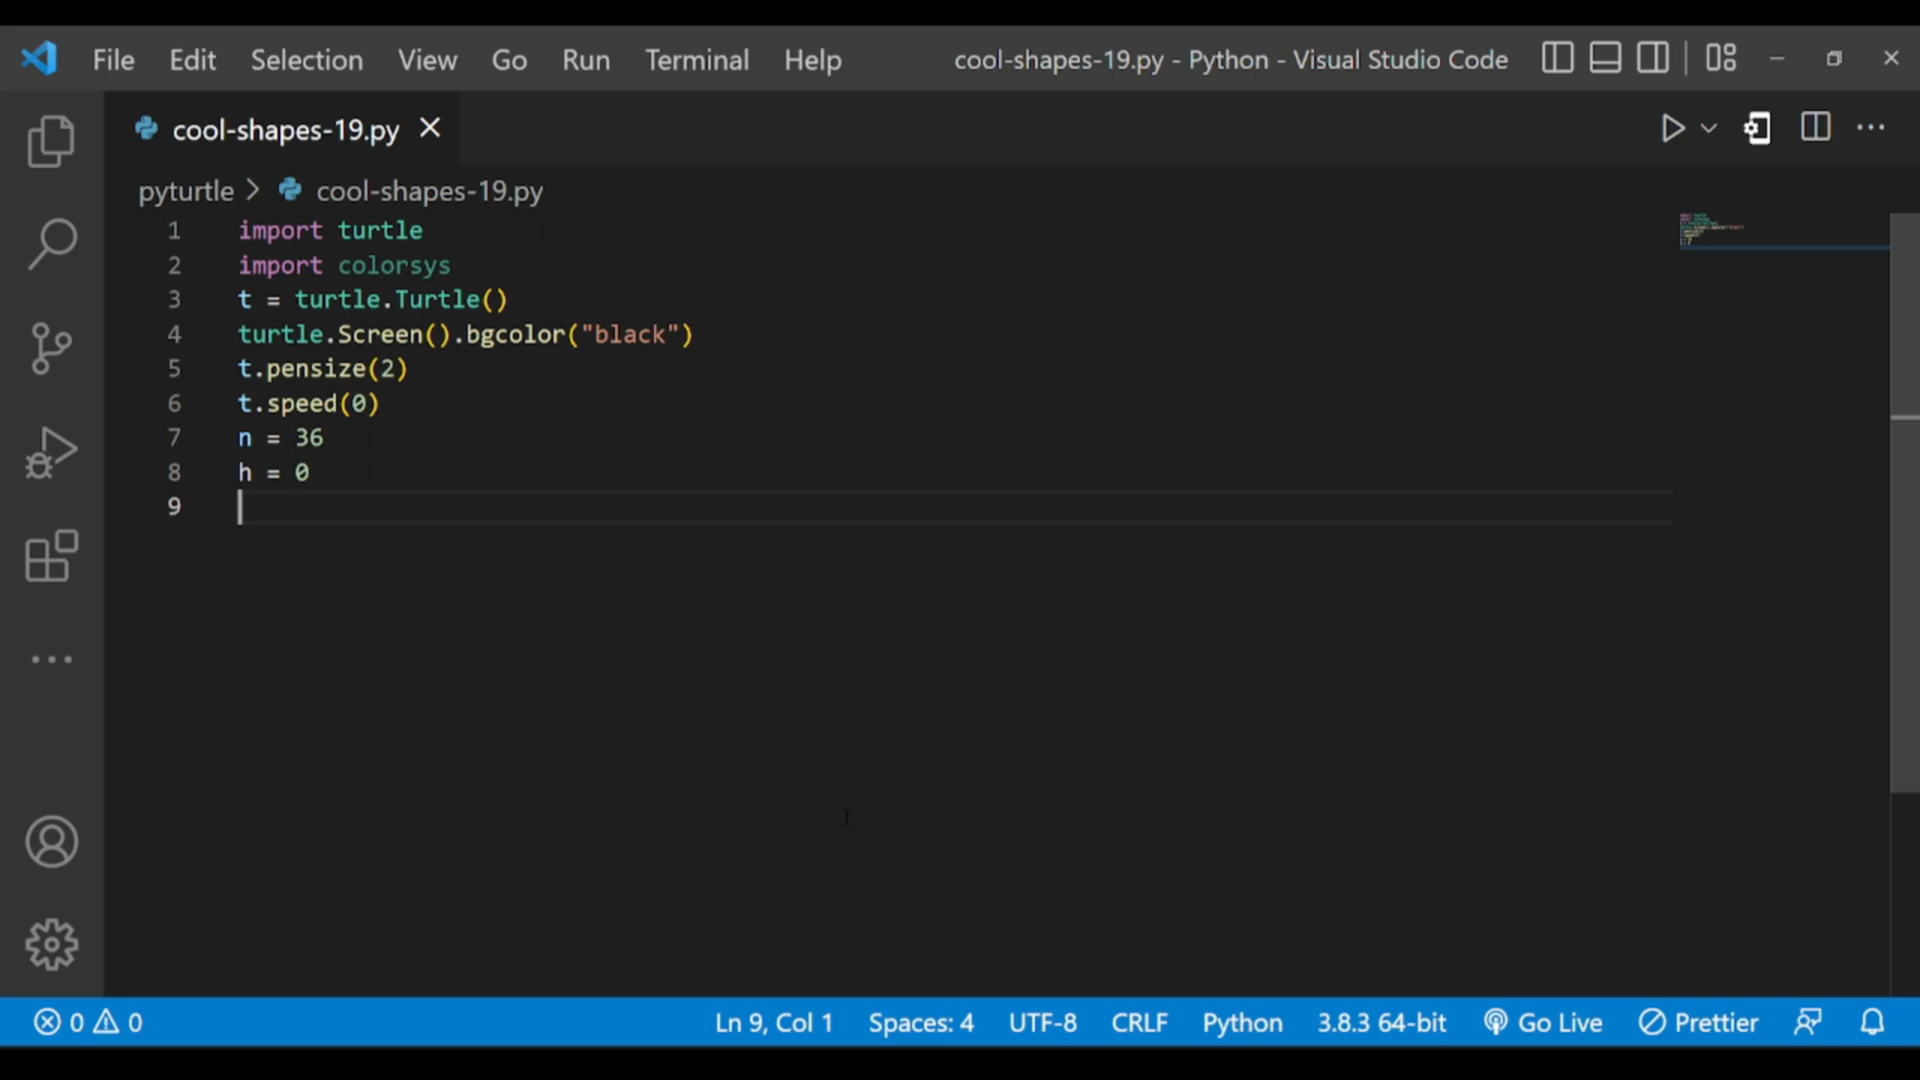 File Edit Selection View Go Run Terminal Help cool-shapes-19.py - Python - Visual Studio Code
cool-shapes-19.py
pyturtle > cool-shapes-19.py
1 import turtle
2 import colorsys
3 t = turtle.Turtle()
4 turtle.Screen().bgcolor("black")
5 t.pensize(2)
6 t.speed(0)
7 n = 36
8 h = 0
9
0 0 Ln 9, Col 1 Spaces: 4 UTF-8 CRLF Python 3.8.3 64-bit Go Live Prettier